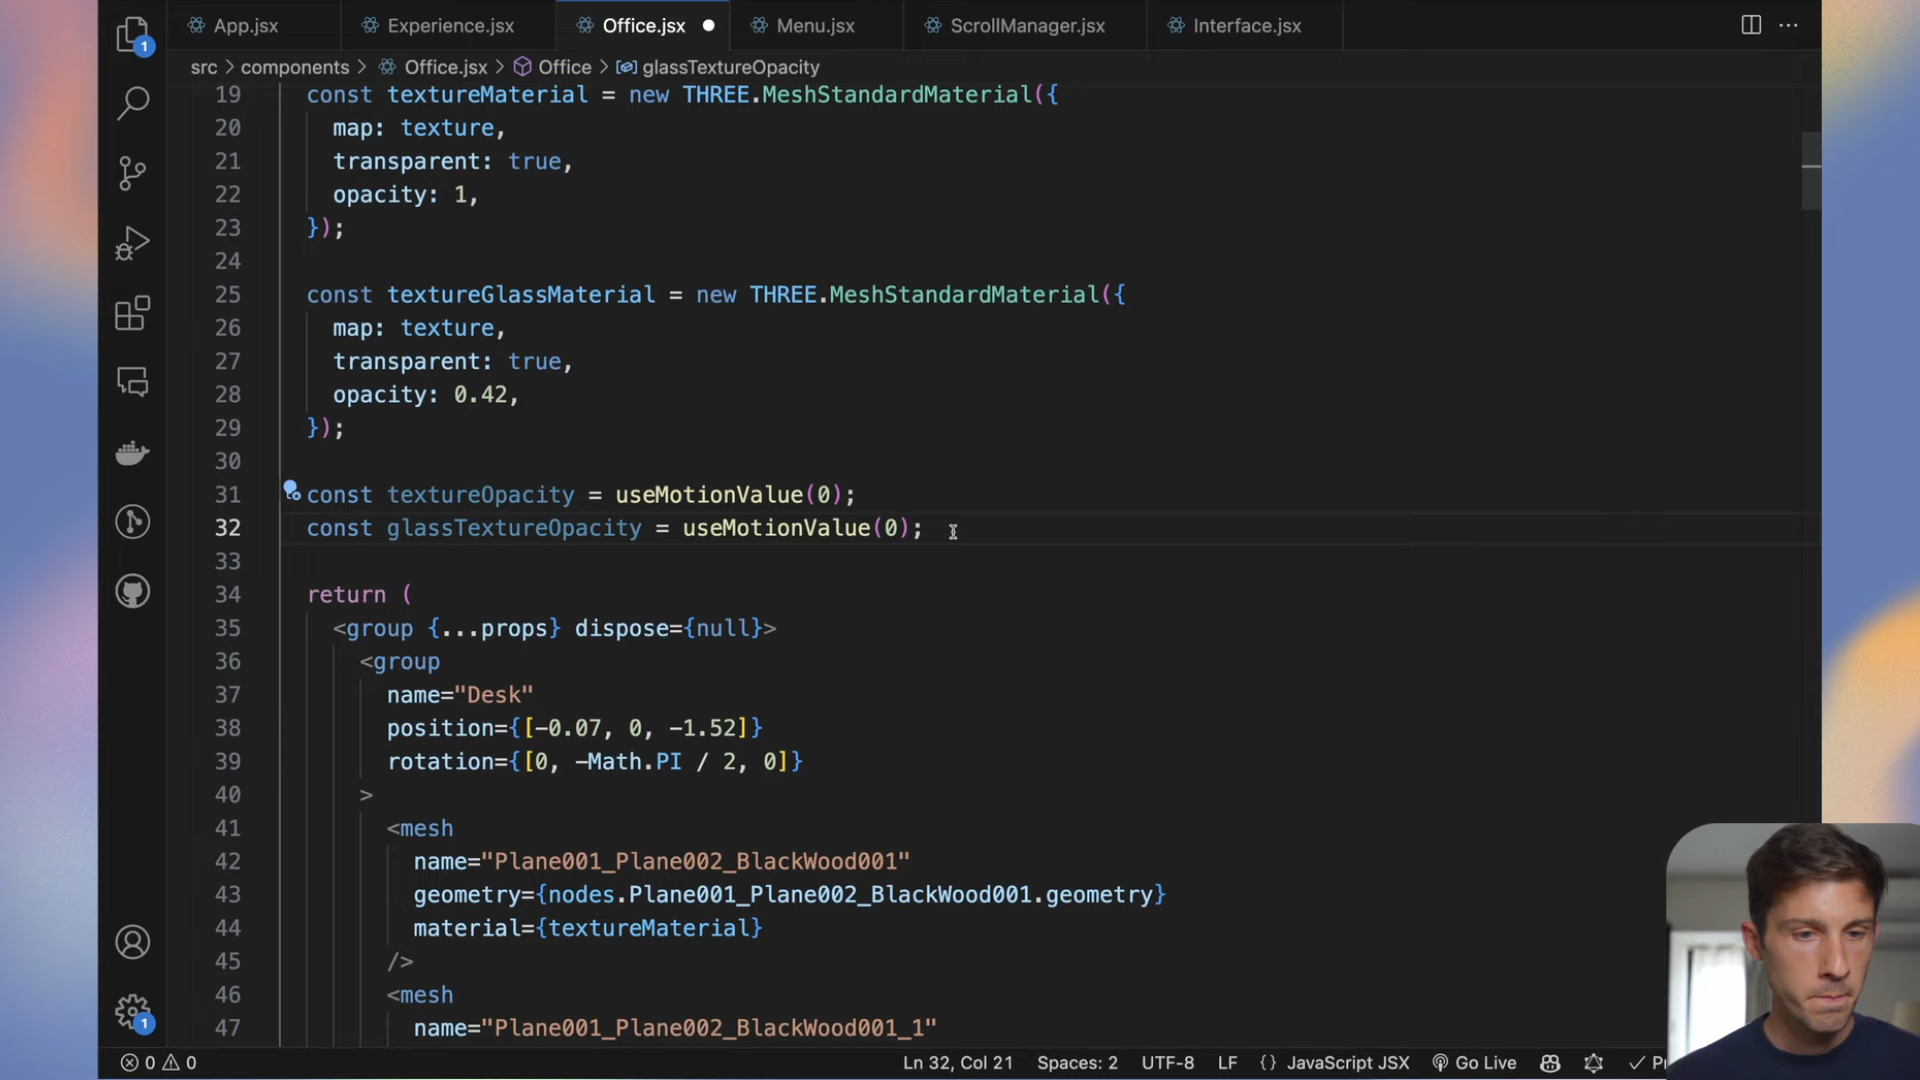 App.jsx
Experience.jsx
Office.jsx
Menu.jsx
ScrollManager.jsx
Interface.jsx
1
src > components > Office.jsx > Office > glassTextureOpacity
19 const textureMaterial = new THREE.MeshStandardMaterial({
20 map: texture,
21 transparent: true,
22 opacity: 1,
23 });
24
25 const textureGlassMaterial = new THREE.MeshStandardMaterial({
26 map: texture,
27 transparent: true,
28 opacity: 0.42,
29 });
30
31 const textureOpacity = useMotionValue(0);
32 const glassTextureOpacity = useMotionValue(0);
33
34 return (
35 <group {...props} dispose={null}>
36 <group
37 name="Desk"
38 position={[-0.07, 0, -1.52]}
39 rotation={[0, -Math.PI / 2, 0]}
40 >
41 <mesh
42 name="Plane001_Plane002_BlackWood001"
43 geometry={nodes.Plane001_Plane002_BlackWood001.geometry}
44 material={textureMaterial}
45 />
46 <mesh
47 name="Plane001_Plane002_BlackWood001_1"
1
0 0
Ln 32, Col 21
Spaces: 2
UTF-8
LF
{ } JavaScript JSX
Go Live